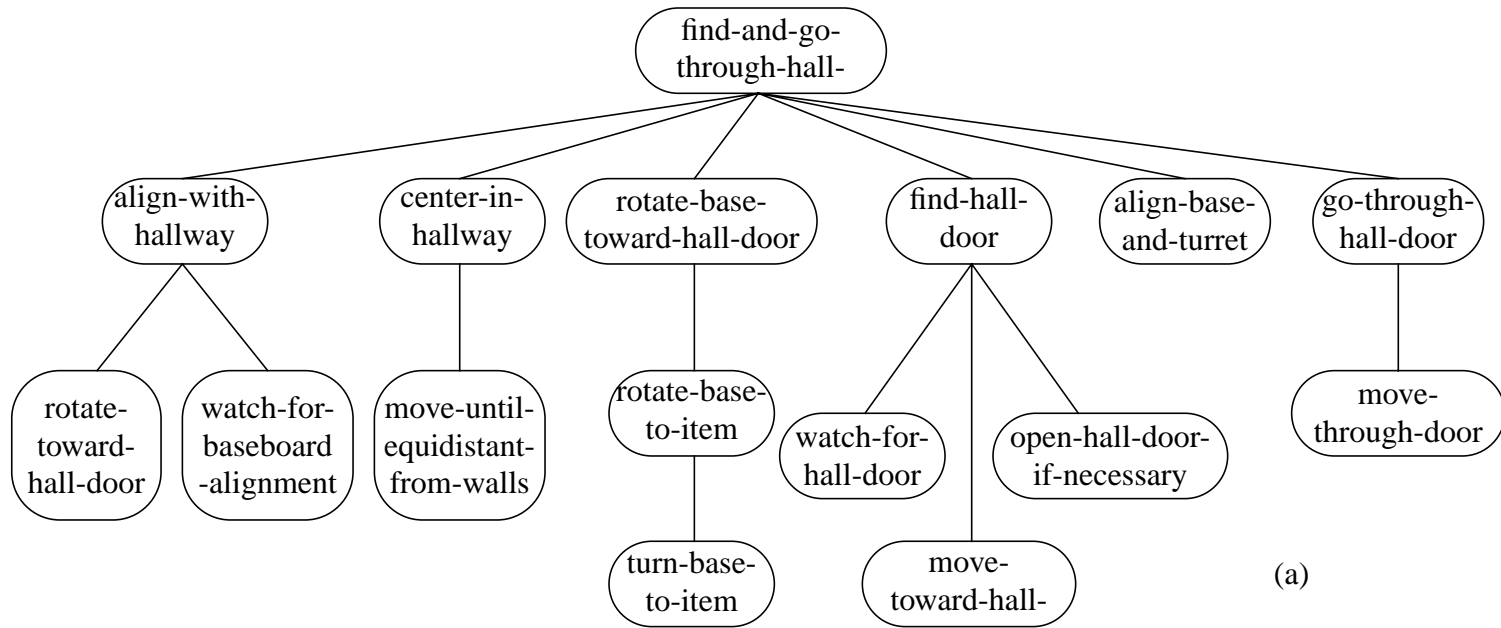 find-and-go-
through-hall-
align-with-
hallway
center-in-
hallway
rotate-base-
toward-hall-door
find-hall-
door
align-base-
and-turret
go-through-
hall-door
rotate-
toward-
hall-door
watch-for-
baseboard
-alignment
move-until-
equidistant-
from-walls
rotate-base-
to-item
watch-for-
hall-door
open-hall-door-
if-necessary
move-
through-door
turn-base-
to-item
move-
toward-hall-
(a)